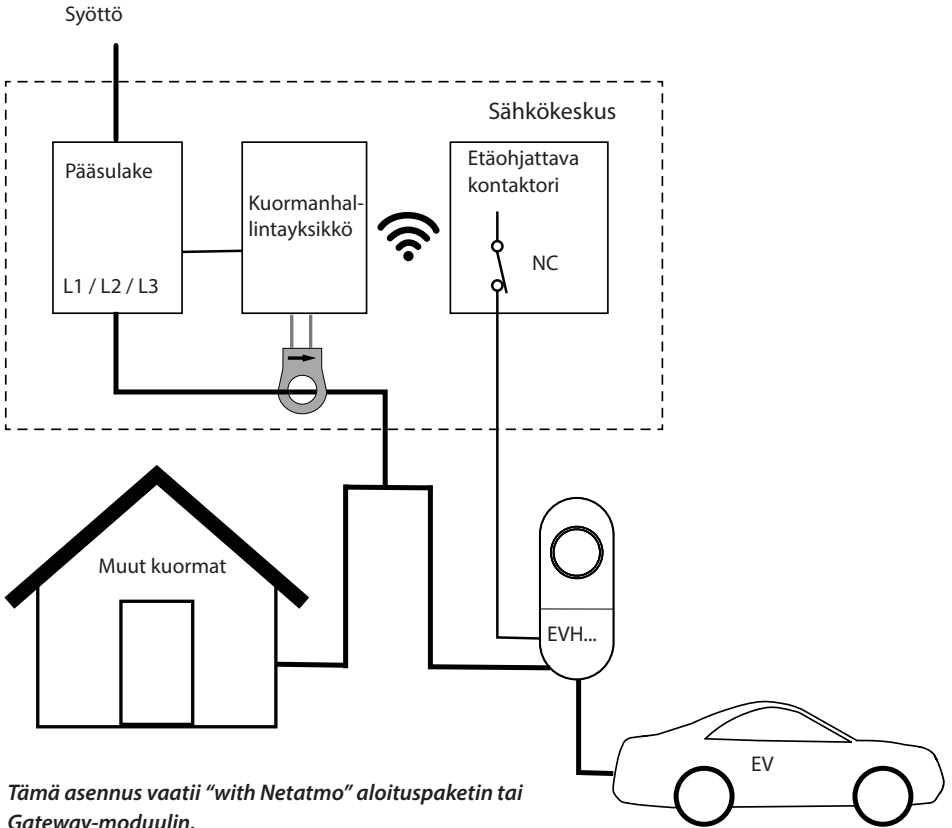 Syöttö
Sähkökeskus
Pääsulake
L1 / L2 / L3
Kuormanhal-
lintayksikkö
Etäohjattava
kontaktori
NC
Muut kuormat
EVH...
EV
Tämä asennus vaatii “with Netatmo” aloituspaketin tai
Gateway-moduulin.